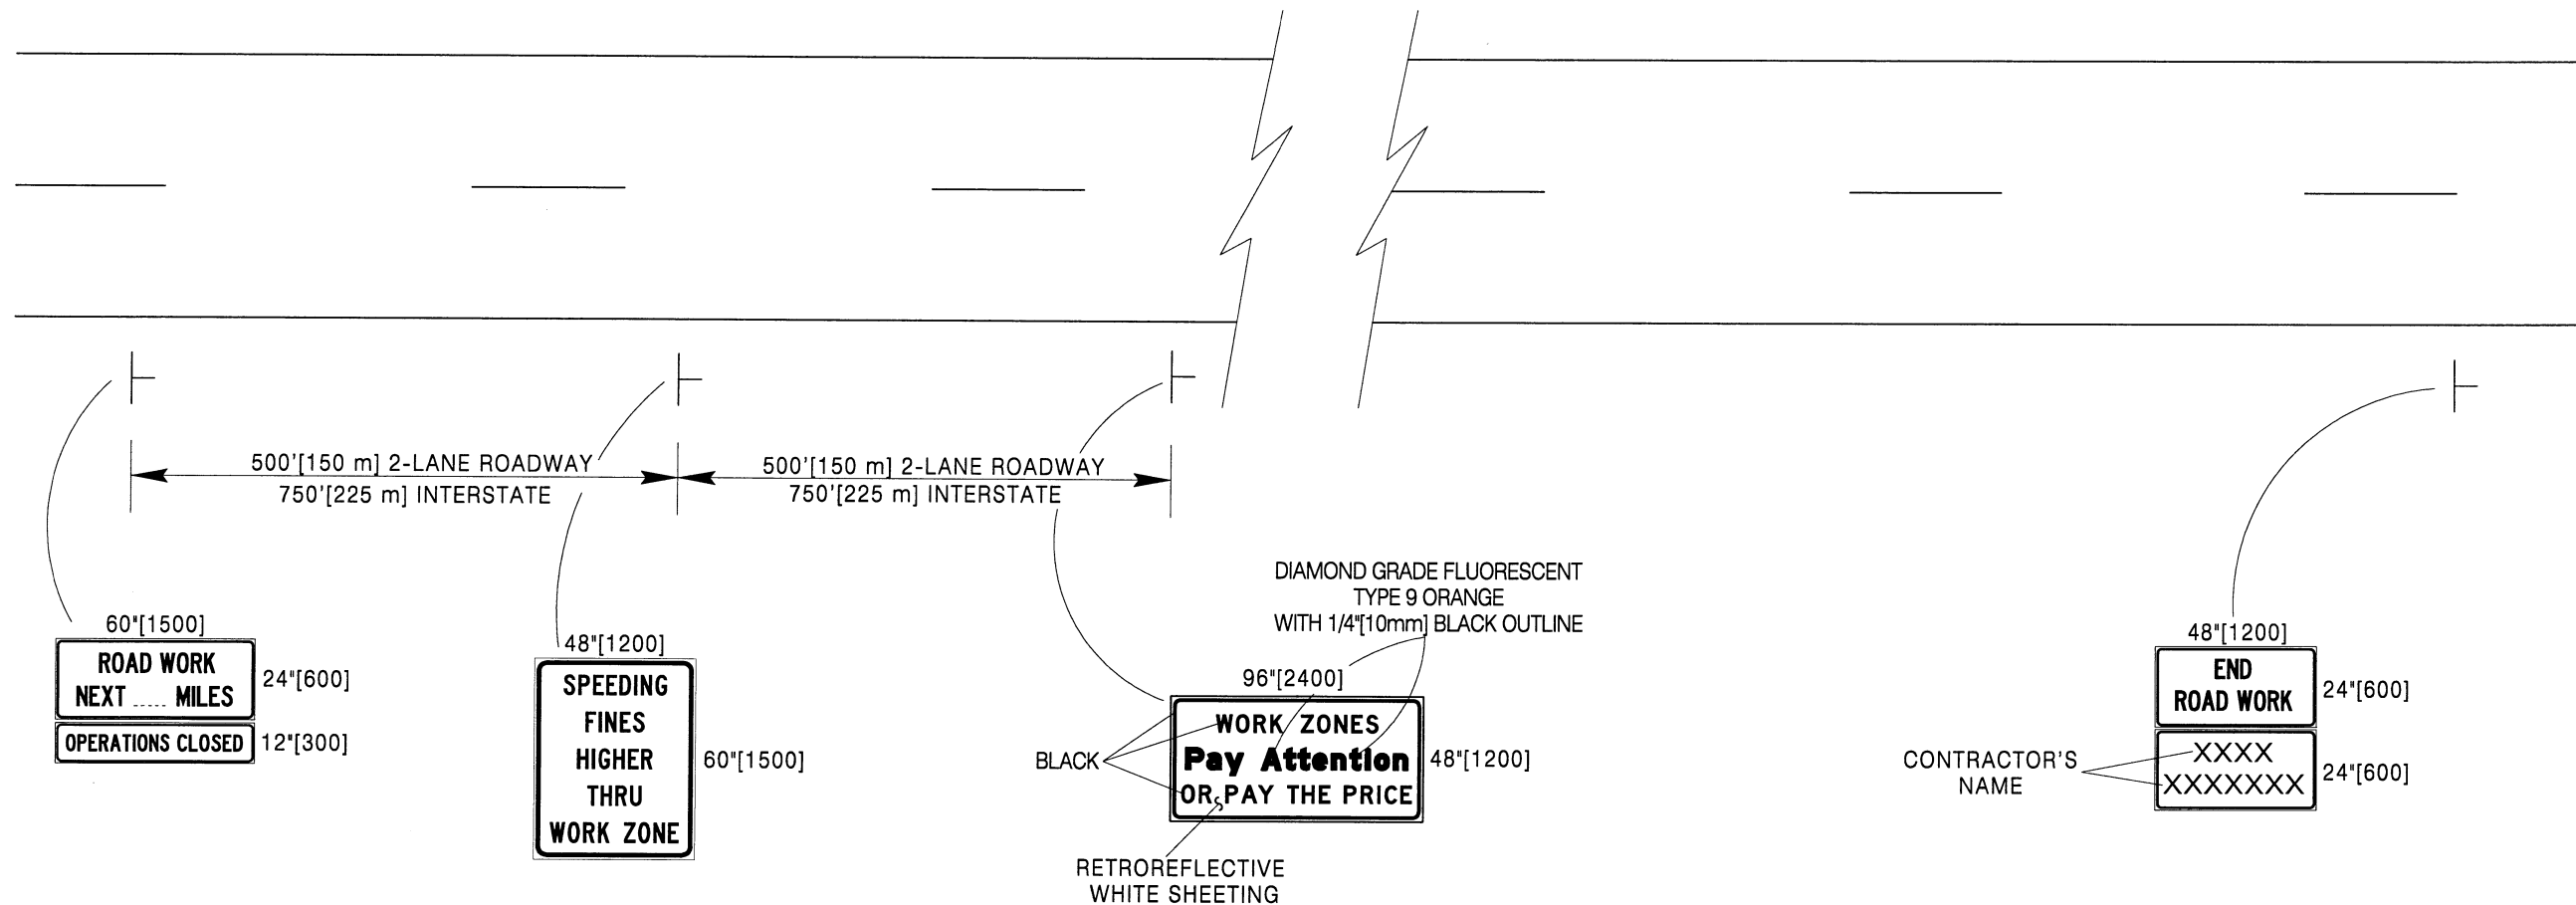 500'[150 m] 2-LANE ROADWAY
750'[225 m] INTERSTATE
500'[150 m] 2-LANE ROADWAY
750'[225 m] INTERSTATE
60"[1500]
ROAD WORK
NEXT ..... MILES
24"[600]
OPERATIONS CLOSED
12"[300]
48"[1200]
SPEEDING
FINES
HIGHER
THRU
WORK ZONE
60"[1500]
DIAMOND GRADE FLUORESCENT
TYPE 9 ORANGE
WITH 1/4"[10mm] BLACK OUTLINE
96"[2400]
WORK ZONES
Pay Attention
OR PAY THE PRICE
48"[1200]
BLACK
RETROREFLECTIVE
WHITE SHEETING
48"[1200]
END
ROAD WORK
24"[600]
XXXX
XXXXXXX
24"[600]
CONTRACTOR'S
NAME